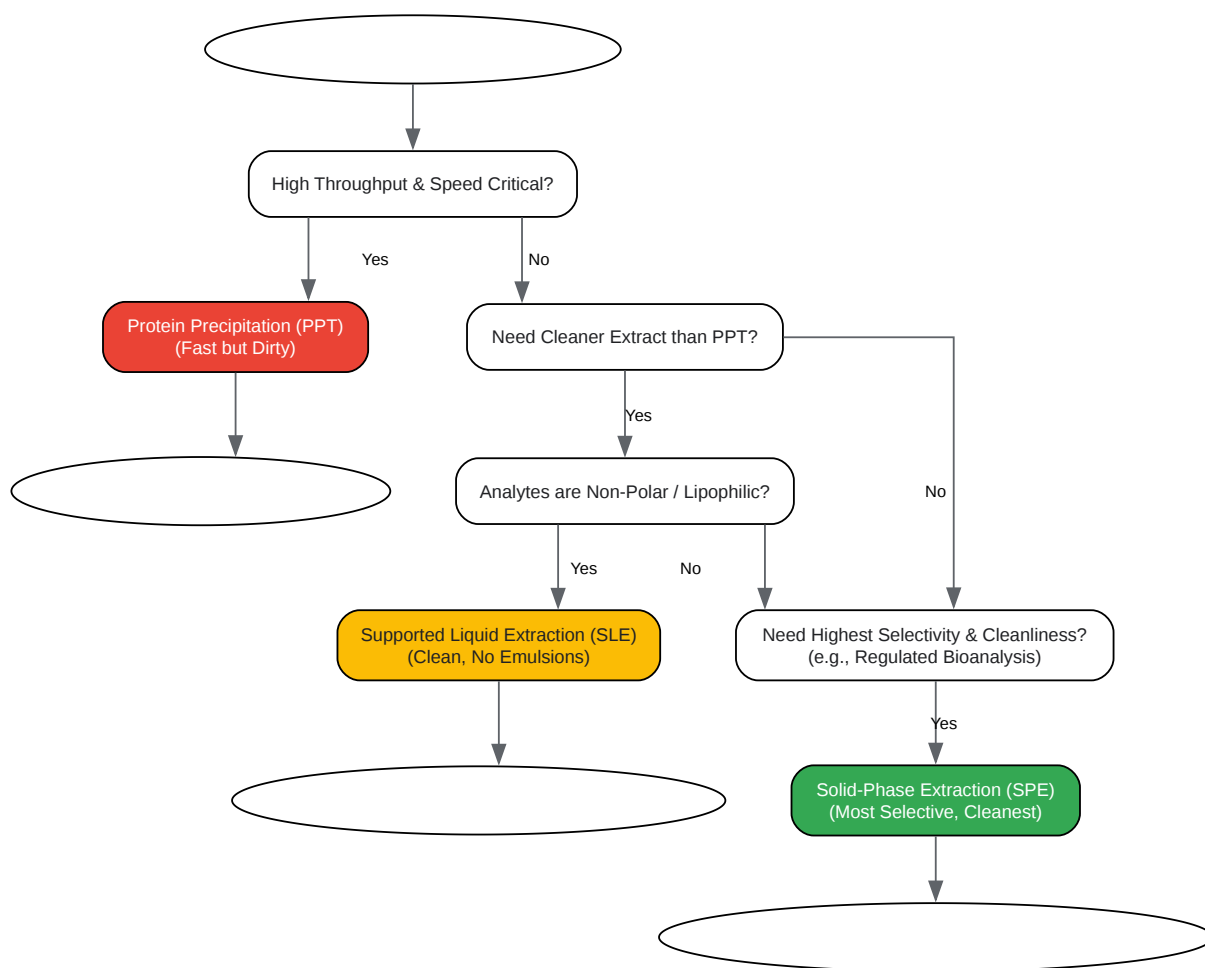 High Throughput & Speed Critical?
Yes
No
Protein Precipitation (PPT)
(Fast but Dirty)
Need Cleaner Extract than PPT?
Yes
No
Analytes are Non-Polar / Lipophilic?
Yes
No
Supported Liquid Extraction (SLE)
(Clean, No Emulsions)
Need Highest Selectivity & Cleanliness?
(e.g., Regulated Bioanalysis)
Yes
Solid-Phase Extraction (SPE)
(Most Selective, Cleanest)